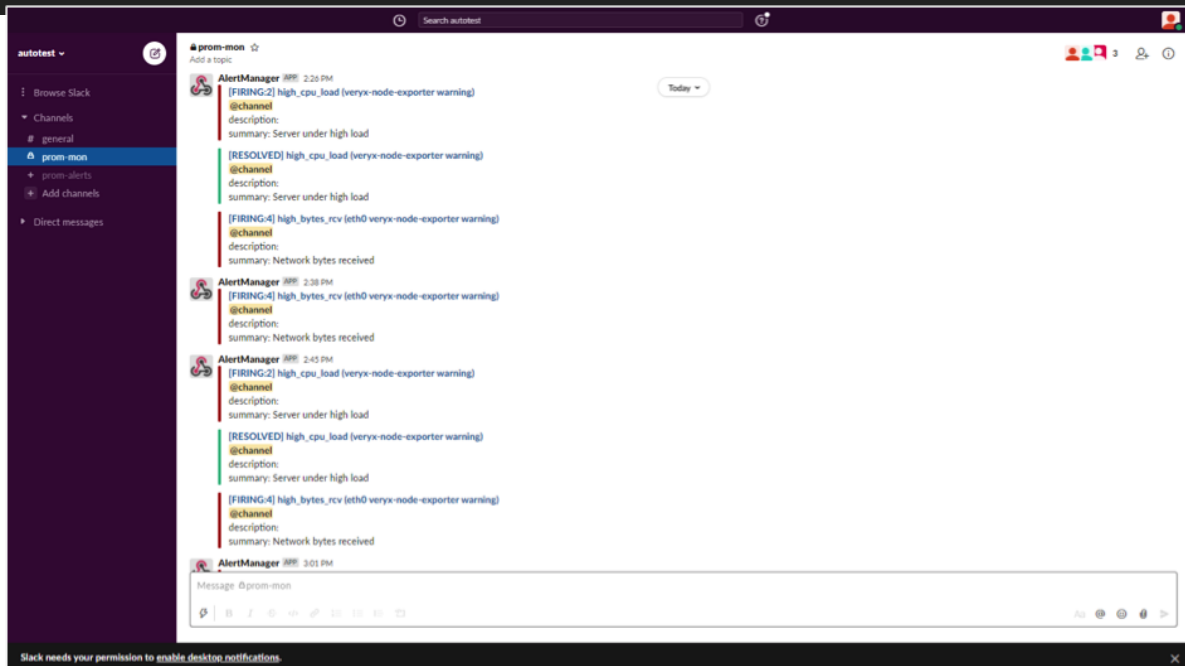 Search autotest
autotest
Browse Slack
Channels
# general
prom-mon
+ prom-alerts
+ Add channels
Direct messages
prom-mon
Add a topic
3
Today
AlertManager APP 2:26 PM
[FIRING:2] high_cpu_load (veryx-node-exporter warning)
@channel
description:
summary: Server under high load
[RESOLVED] high_cpu_load (veryx-node-exporter warning)
@channel
description:
summary: Server under high load
[FIRING:4] high_bytes_rcv (eth0 veryx-node-exporter warning)
@channel
description:
summary: Network bytes received
AlertManager APP 2:38 PM
[FIRING:4] high_bytes_rcv (eth0 veryx-node-exporter warning)
@channel
description:
summary: Network bytes received
AlertManager APP 2:45 PM
[FIRING:2] high_cpu_load (veryx-node-exporter warning)
@channel
description:
summary: Server under high load
[RESOLVED] high_cpu_load (veryx-node-exporter warning)
@channel
description:
summary: Server under high load
[FIRING:4] high_bytes_rcv (eth0 veryx-node-exporter warning)
@channel
description:
summary: Network bytes received
AlertManager APP 3:01 PM
Message prom-mon
B I
Aa @
Slack needs your permission to enable desktop notifications.